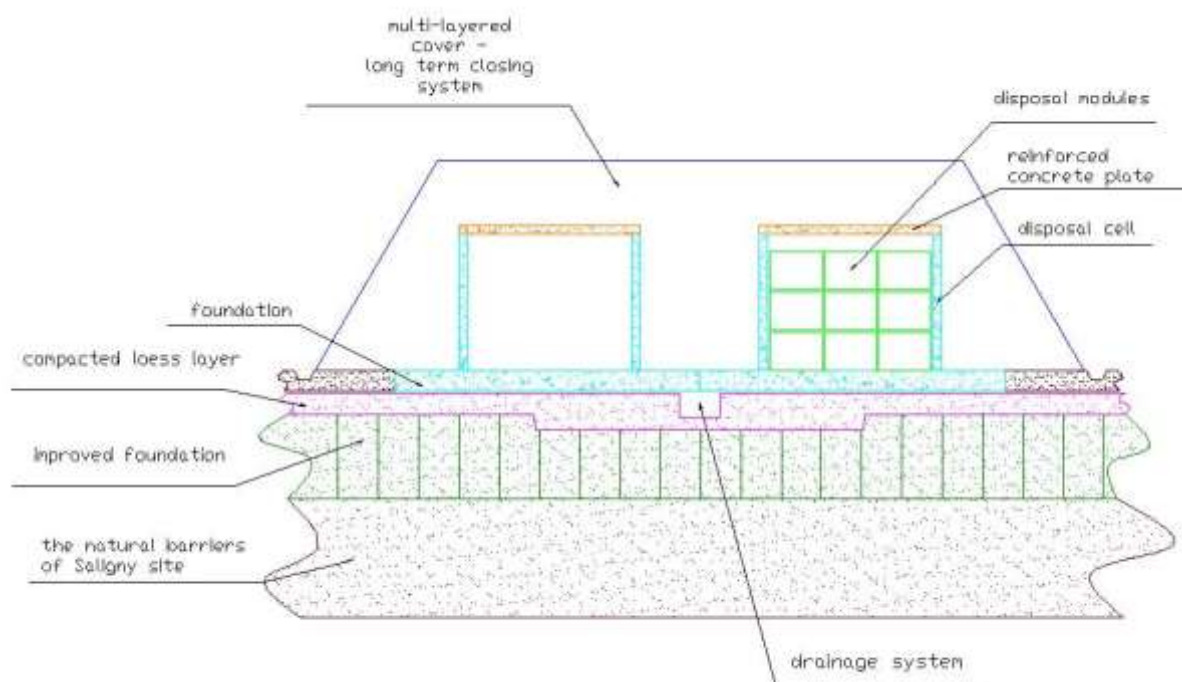 multi-layered
cover -
long term closing
system
disposal modules
reinforced
concrete plate
disposal cell
foundation
compacted loess layer
improved foundation
the natural barriers
of Saligny site
drainage system